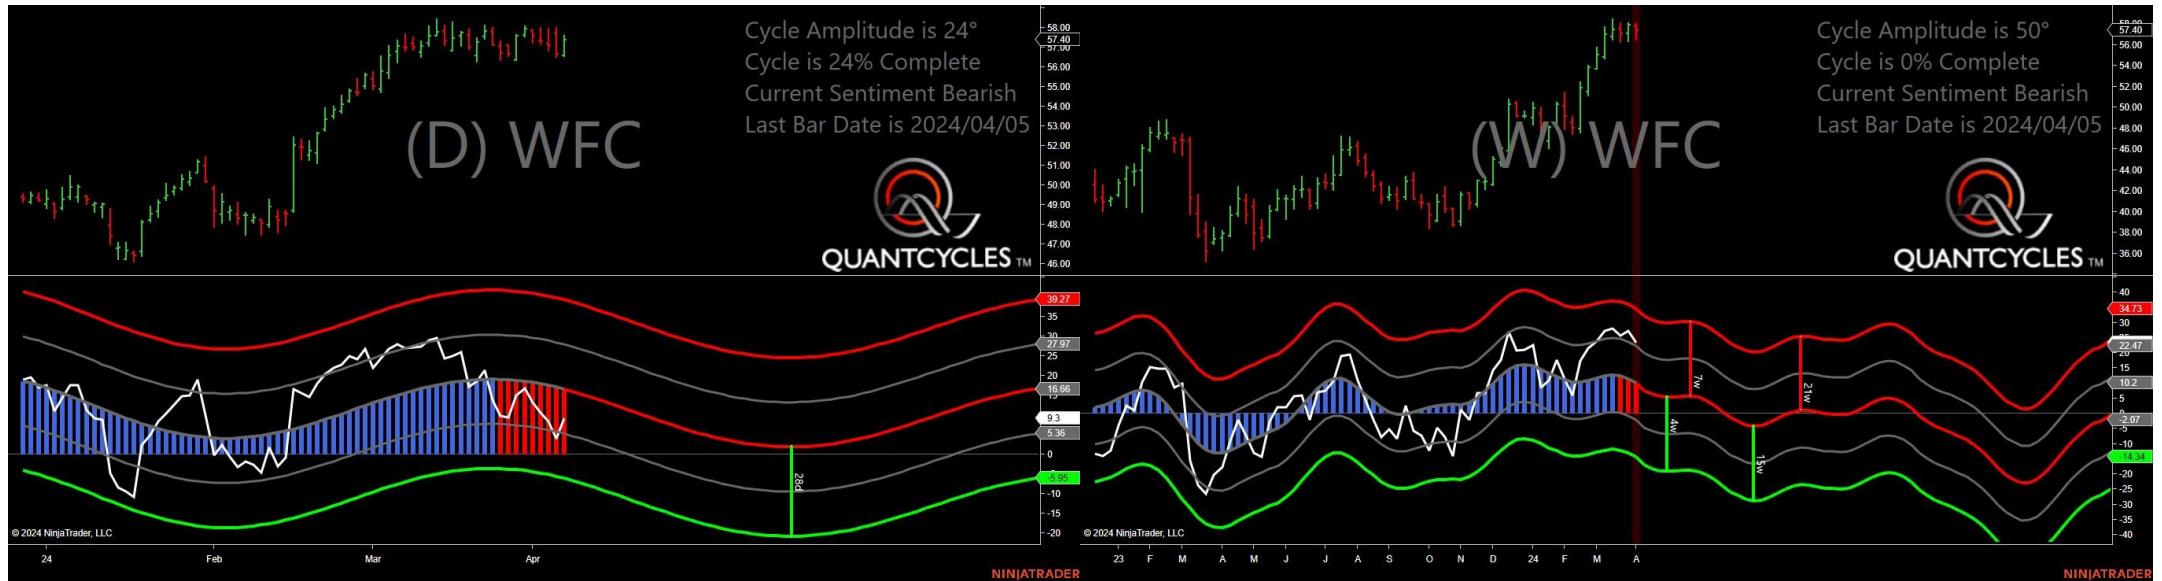 Cycle Amplitude is 24°
Cycle is 24% Complete
Current Sentiment Bearish
Last Bar Date is 2024/04/05
(D) WFC
QUANTCYCLES TM
58.00
57.40
57.00
56.00
55.00
54.00
53.00
52.00
51.00
50.00
49.00
48.00
47.00
46.00
39.27
35
30
27.97
25
20
16.66
15
9.3
5.36
0
-5.95
-10
-15
-20
28d
© 2024 NinjaTrader, LLC
24 Feb Mar Apr
NINJATRADER
Cycle Amplitude is 50°
Cycle is 0% Complete
Current Sentiment Bearish
Last Bar Date is 2024/04/05
(W) WFC
QUANTCYCLES TM
58.00
57.40
56.00
54.00
52.00
50.00
48.00
46.00
44.00
42.00
40.00
38.00
36.00
40
34.73
30
22.47
20
15
10.2
5
-2.07
-5
-10
-14.34
-20
-25
-30
-35
-40
7w
21w
4w
15w
© 2024 NinjaTrader, LLC
23 F M A M J J A S O N D 24 F M A
NINJATRADER